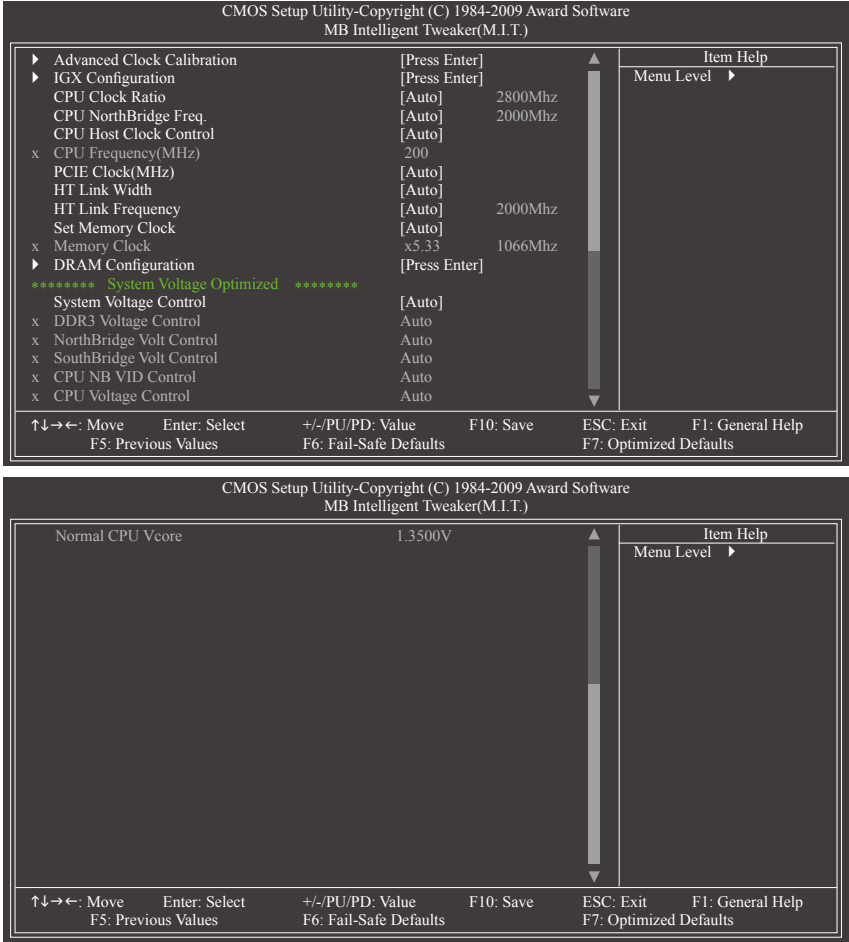 CMOS Setup Utility-Copyright (C) 1984-2009 Award Software
MB Intelligent Tweaker(M.I.T.)
Advanced Clock Calibration [Press Enter]
IGX Configuration [Press Enter]
CPU Clock Ratio [Auto] 2800Mhz
CPU NorthBridge Freq. [Auto] 2000Mhz
CPU Host Clock Control [Auto]
x CPU Frequency(MHz) 200
PCIE Clock(MHz) [Auto]
HT Link Width [Auto]
HT Link Frequency [Auto] 2000Mhz
Set Memory Clock [Auto]
x Memory Clock x5.33 1066Mhz
DRAM Configuration [Press Enter]
******** System Voltage Optimized ********
System Voltage Control [Auto]
x DDR3 Voltage Control Auto
x NorthBridge Volt Control Auto
x SouthBridge Volt Control Auto
x CPU NB VID Control Auto
x CPU Voltage Control Auto
Item Help
Menu Level
↑↓→←: Move Enter: Select +/-/PU/PD: Value F10: Save ESC: Exit F1: General Help
F5: Previous Values F6: Fail-Safe Defaults F7: Optimized Defaults
CMOS Setup Utility-Copyright (C) 1984-2009 Award Software
MB Intelligent Tweaker(M.I.T.)
Normal CPU Vcore 1.3500V
Item Help
Menu Level
↑↓→←: Move Enter: Select +/-/PU/PD: Value F10: Save ESC: Exit F1: General Help
F5: Previous Values F6: Fail-Safe Defaults F7: Optimized Defaults